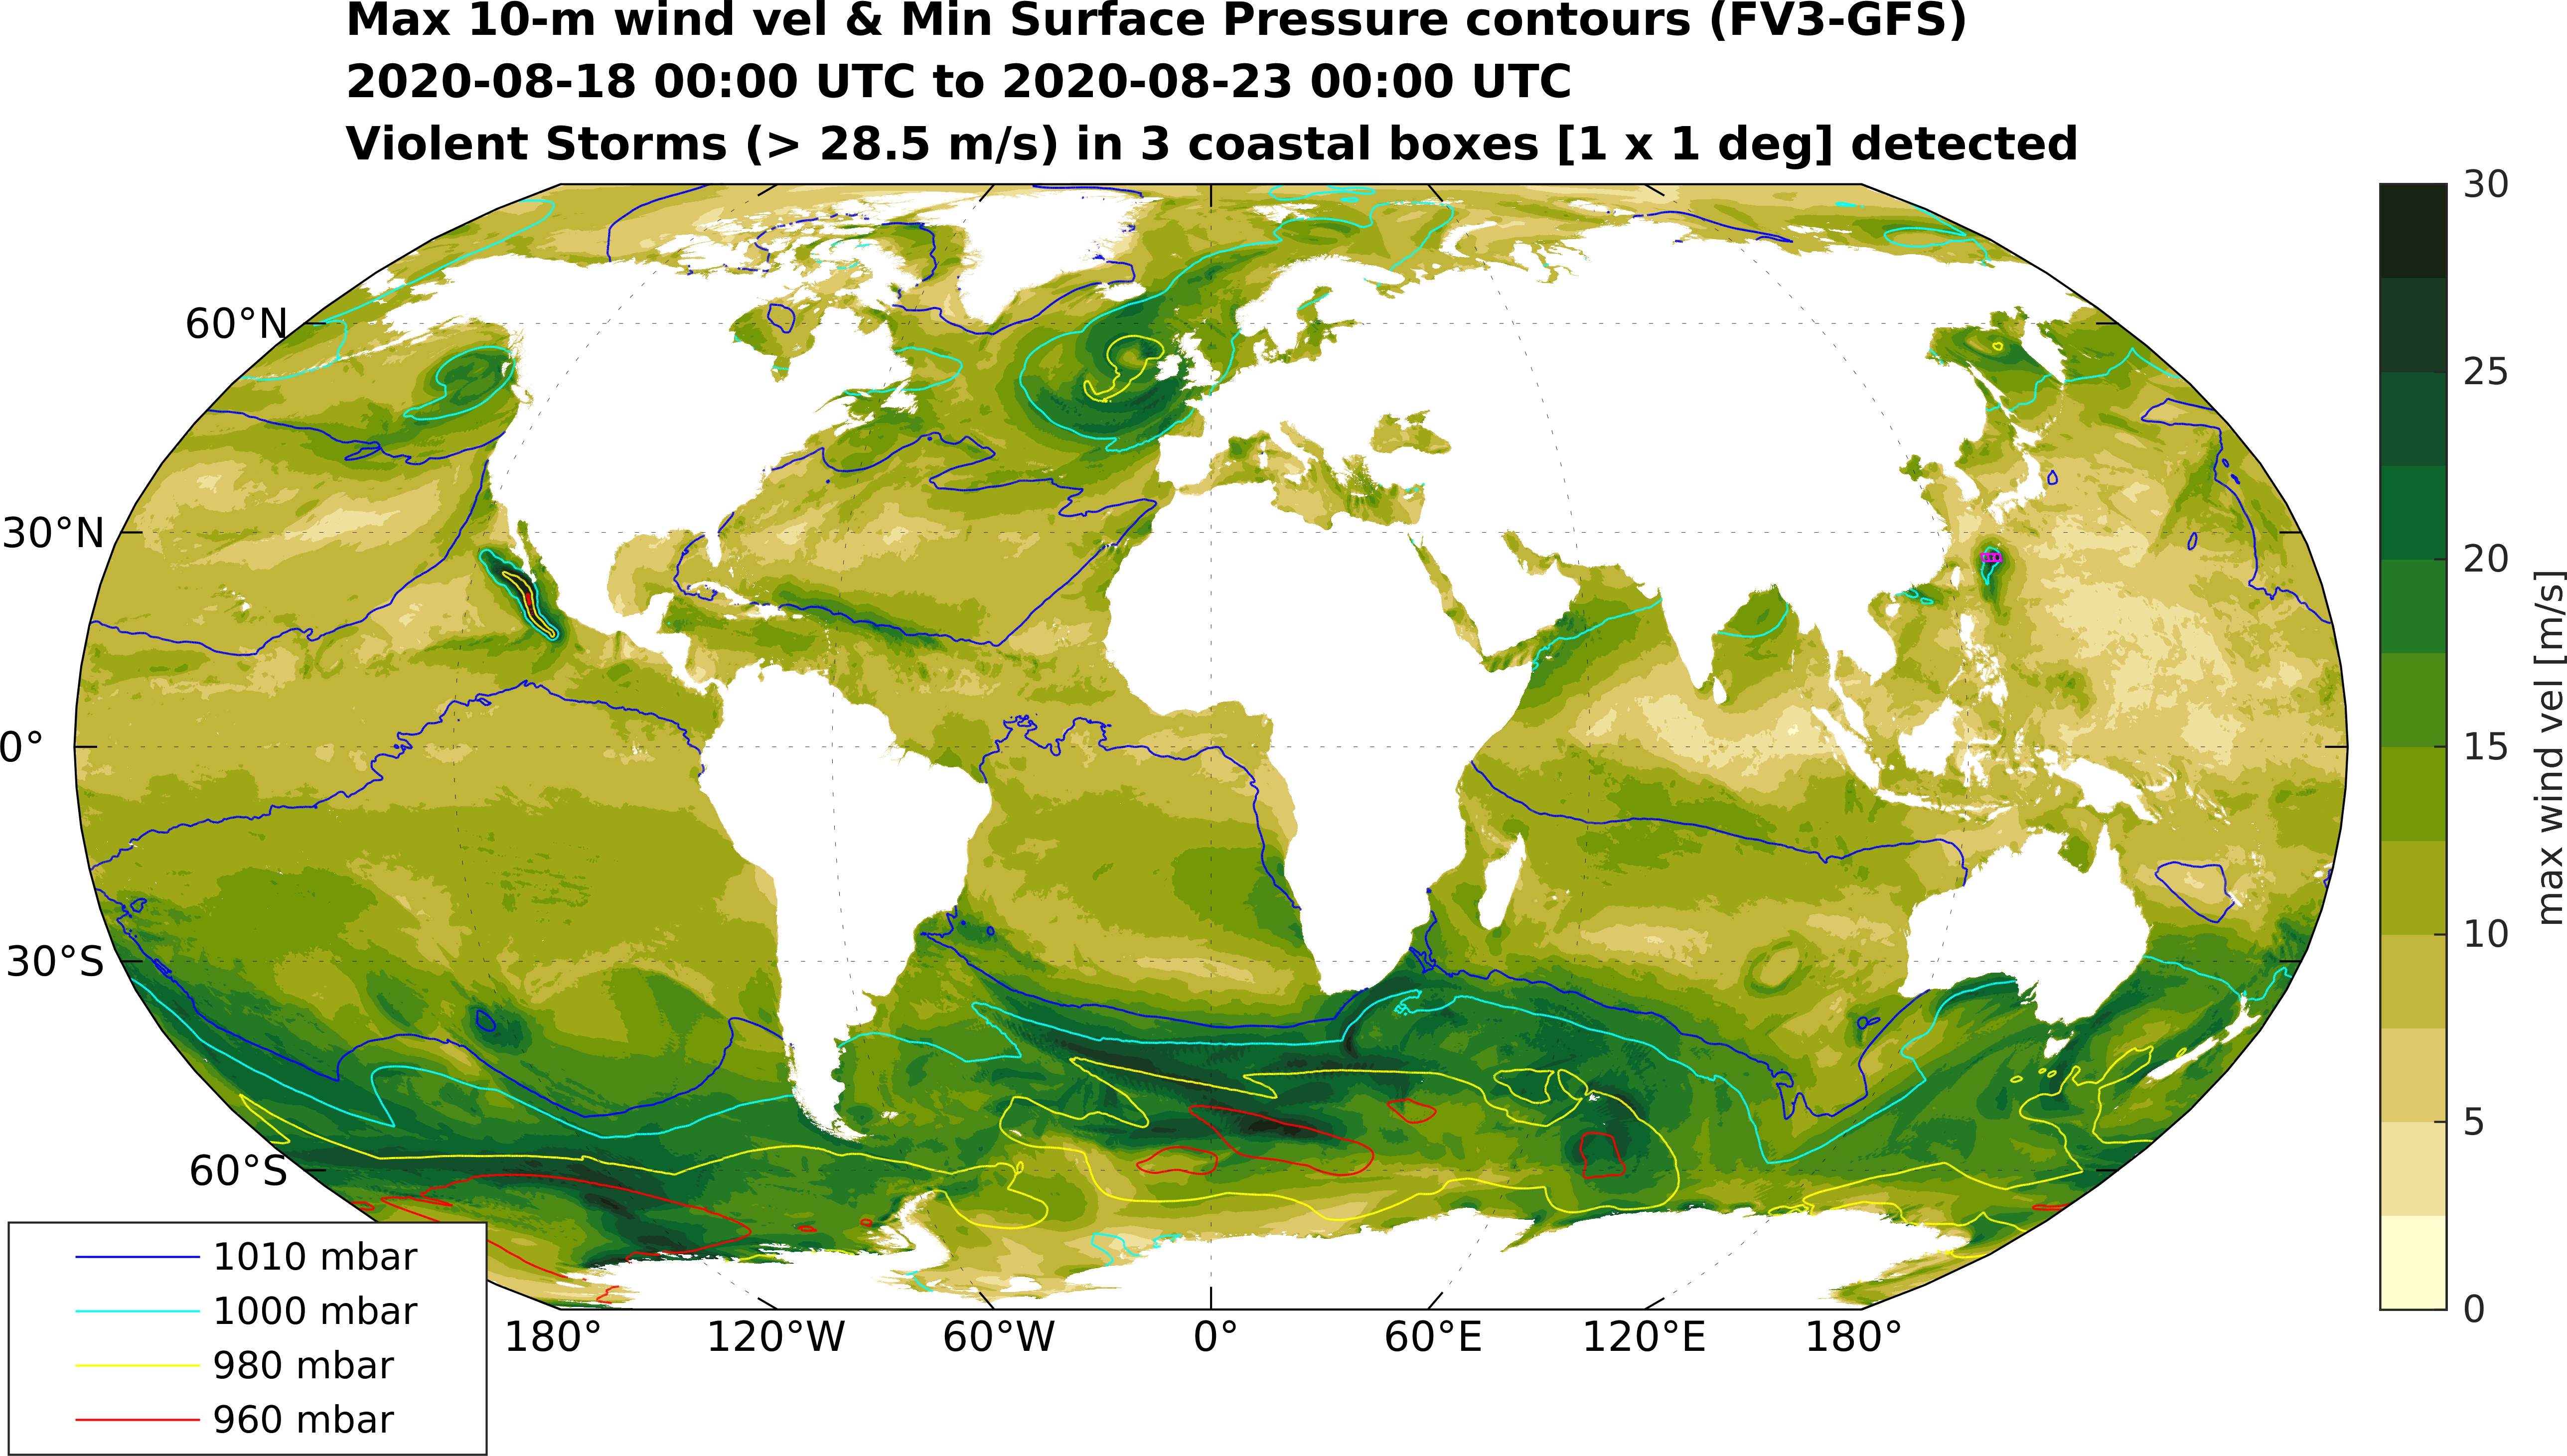 Max 10-m wind vel & Min Surface Pressure contours (FV3-GFS)
2020-08-18 00:00 UTC to 2020-08-23 00:00 UTC
Violent Storms (> 28.5 m/s) in 3 coastal boxes [1 x 1 deg] detected
60°N
30°N
0°
30°S
60°S
180°
120°W
60°W
0°
60°E
120°E
180°
1010 mbar
1000 mbar
980 mbar
960 mbar
30
25
20
15
10
5
0
max wind vel [m/s]